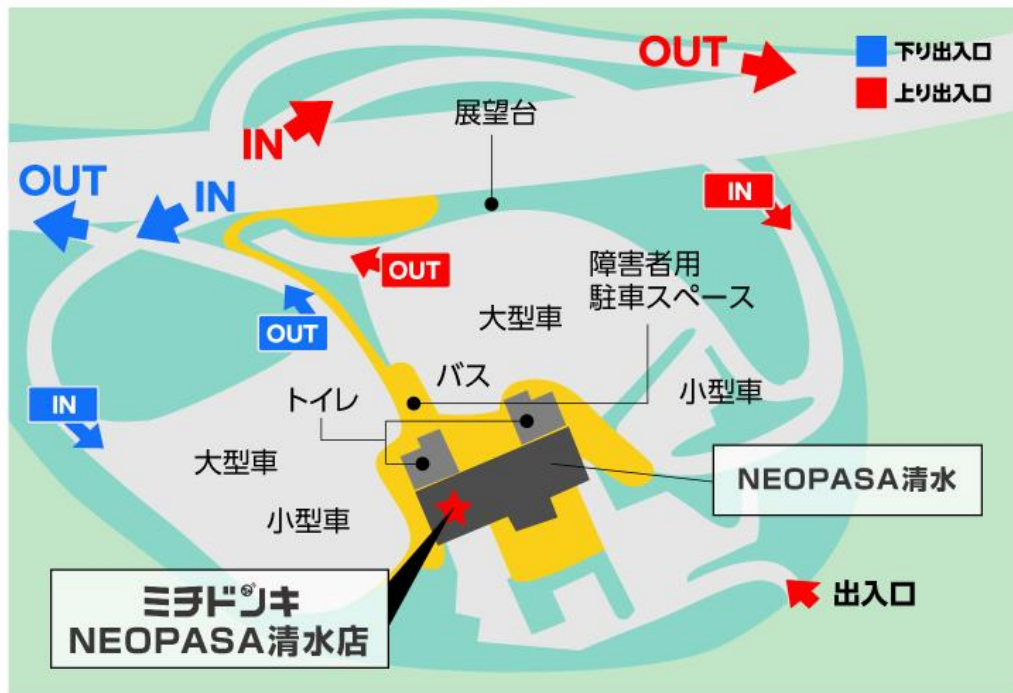 OUT
下り出入口
上り出入口
展望台
IN
OUT
IN
IN
OUT
障害者用
駐車スペース
大型車
OUT
バス
トイレ
小型車
IN
大型車
NEOPASA清水
小型車
ミチドンキ
NEOPASA清水店
出入口